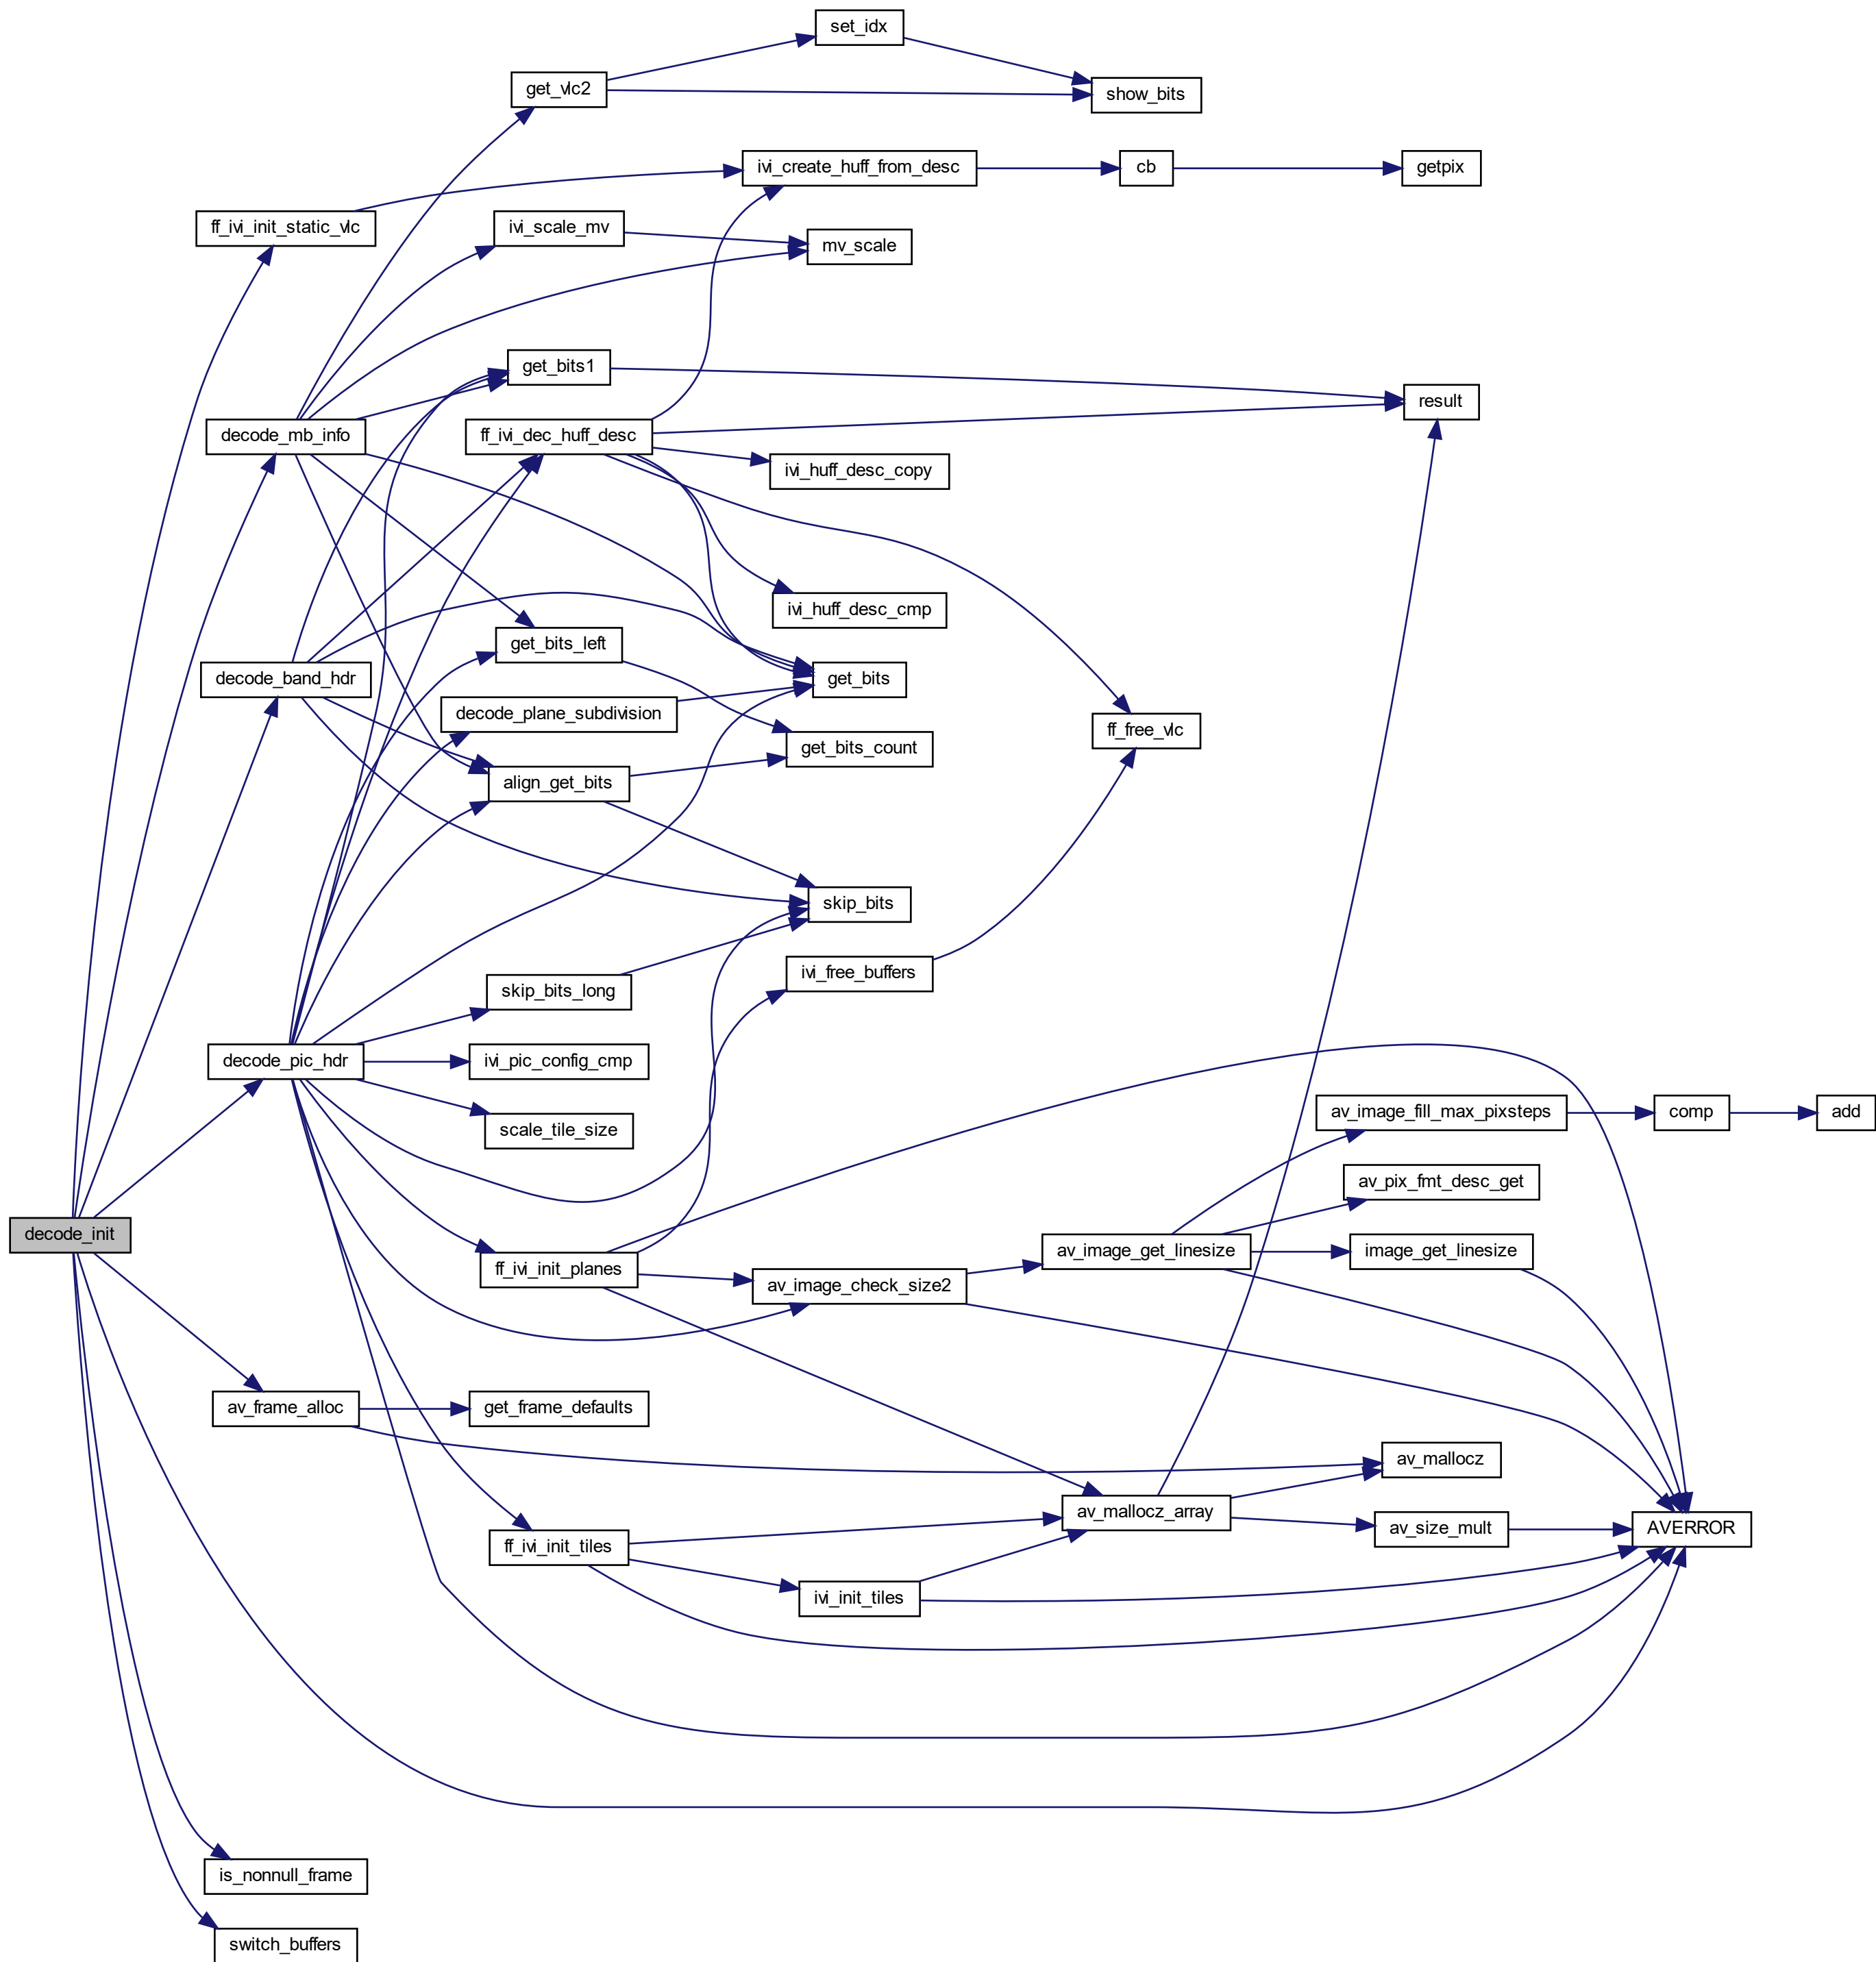 set_idx
get_vlc2
show_bits
ivi_create_huff_from_desc
cb
getpix
ff_ivi_init_static_vlc
ivi_scale_mv
mv_scale
get_bits1
result
decode_mb_info
ff_ivi_dec_huff_desc
ivi_huff_desc_copy
ivi_huff_desc_cmp
get_bits_left
decode_band_hdr
get_bits
decode_plane_subdivision
ff_free_vlc
get_bits_count
align_get_bits
skip_bits
ivi_free_buffers
skip_bits_long
decode_pic_hdr
ivi_pic_config_cmp
av_image_fill_max_pixsteps
comp
add
scale_tile_size
av_pix_fmt_desc_get
decode_init
av_image_get_linesize
image_get_linesize
ff_ivi_init_planes
av_image_check_size2
av_frame_alloc
get_frame_defaults
av_mallocz
av_mallocz_array
av_size_mult
AVERROR
ff_ivi_init_tiles
ivi_init_tiles
is_nonnull_frame
switch_buffers